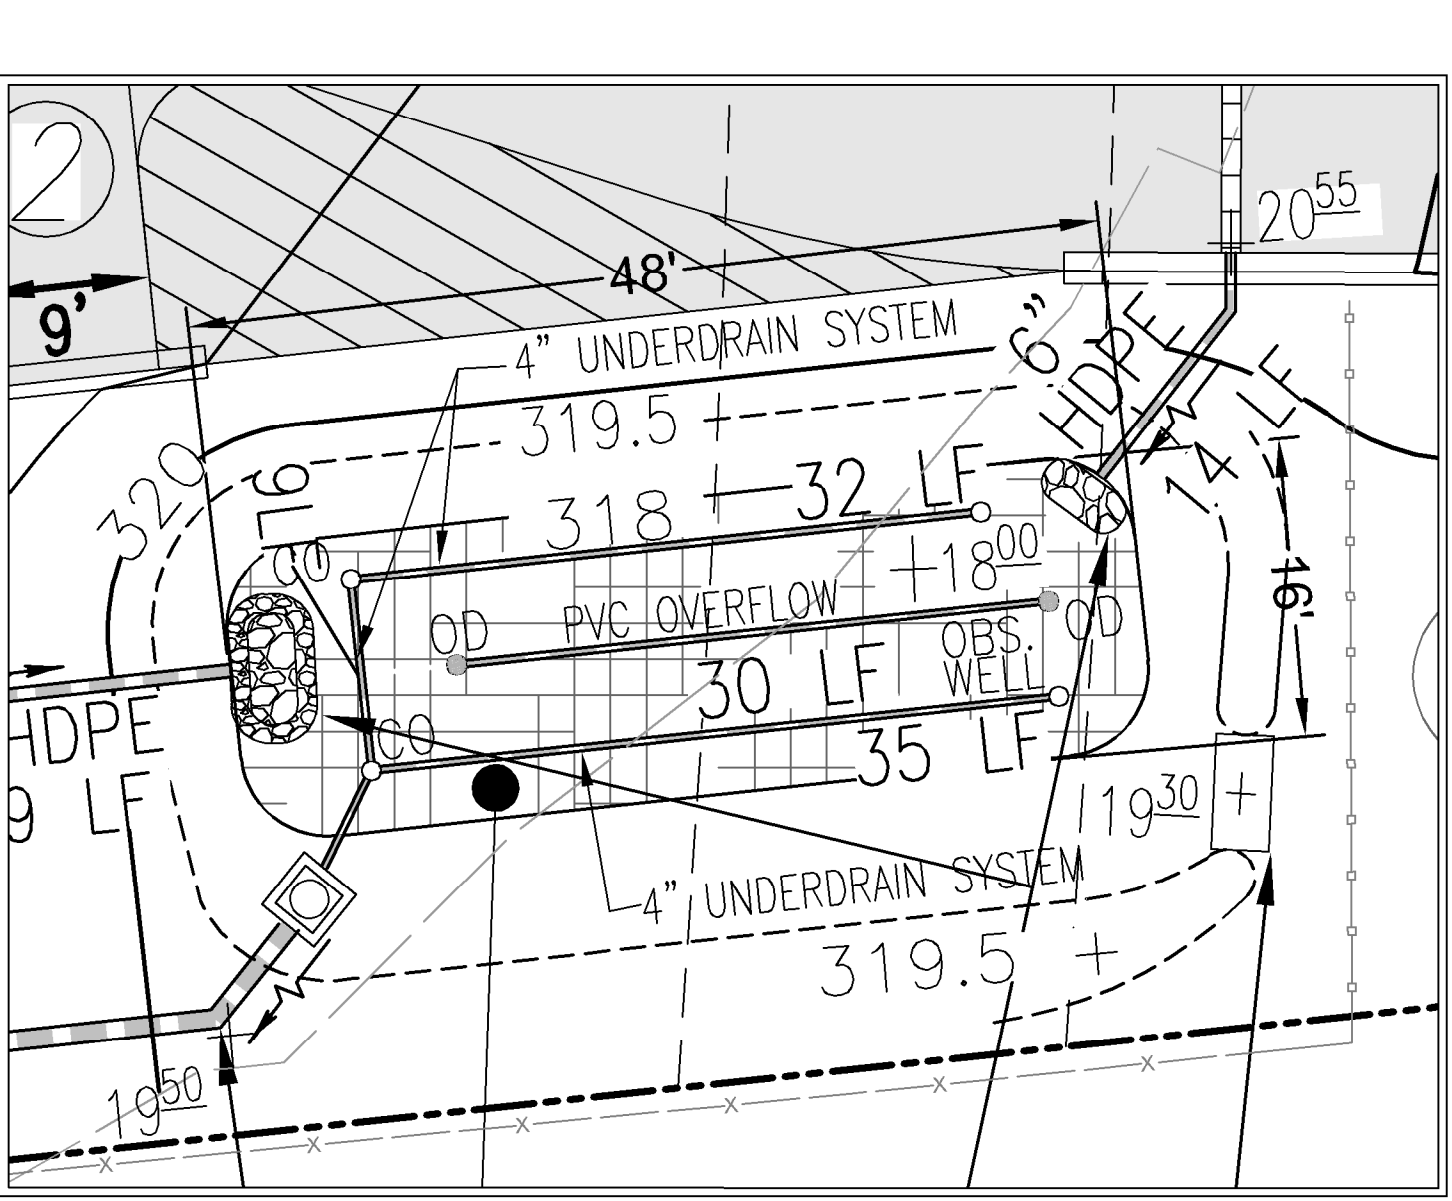 2
20 55
9'
48'
4" UNDERDRAIN SYSTEM
6" HDPE
14 LF
319.5
320
9 LF
318
32 LF
18 00
CO
16'
OD
PVC OVERFLOW
30 LF
OBS.
WELL
OD
HDPE
9 LF
CO
35 LF
19 30
4" UNDERDRAIN SYSTEM
319.5
19 50
X X X X X X